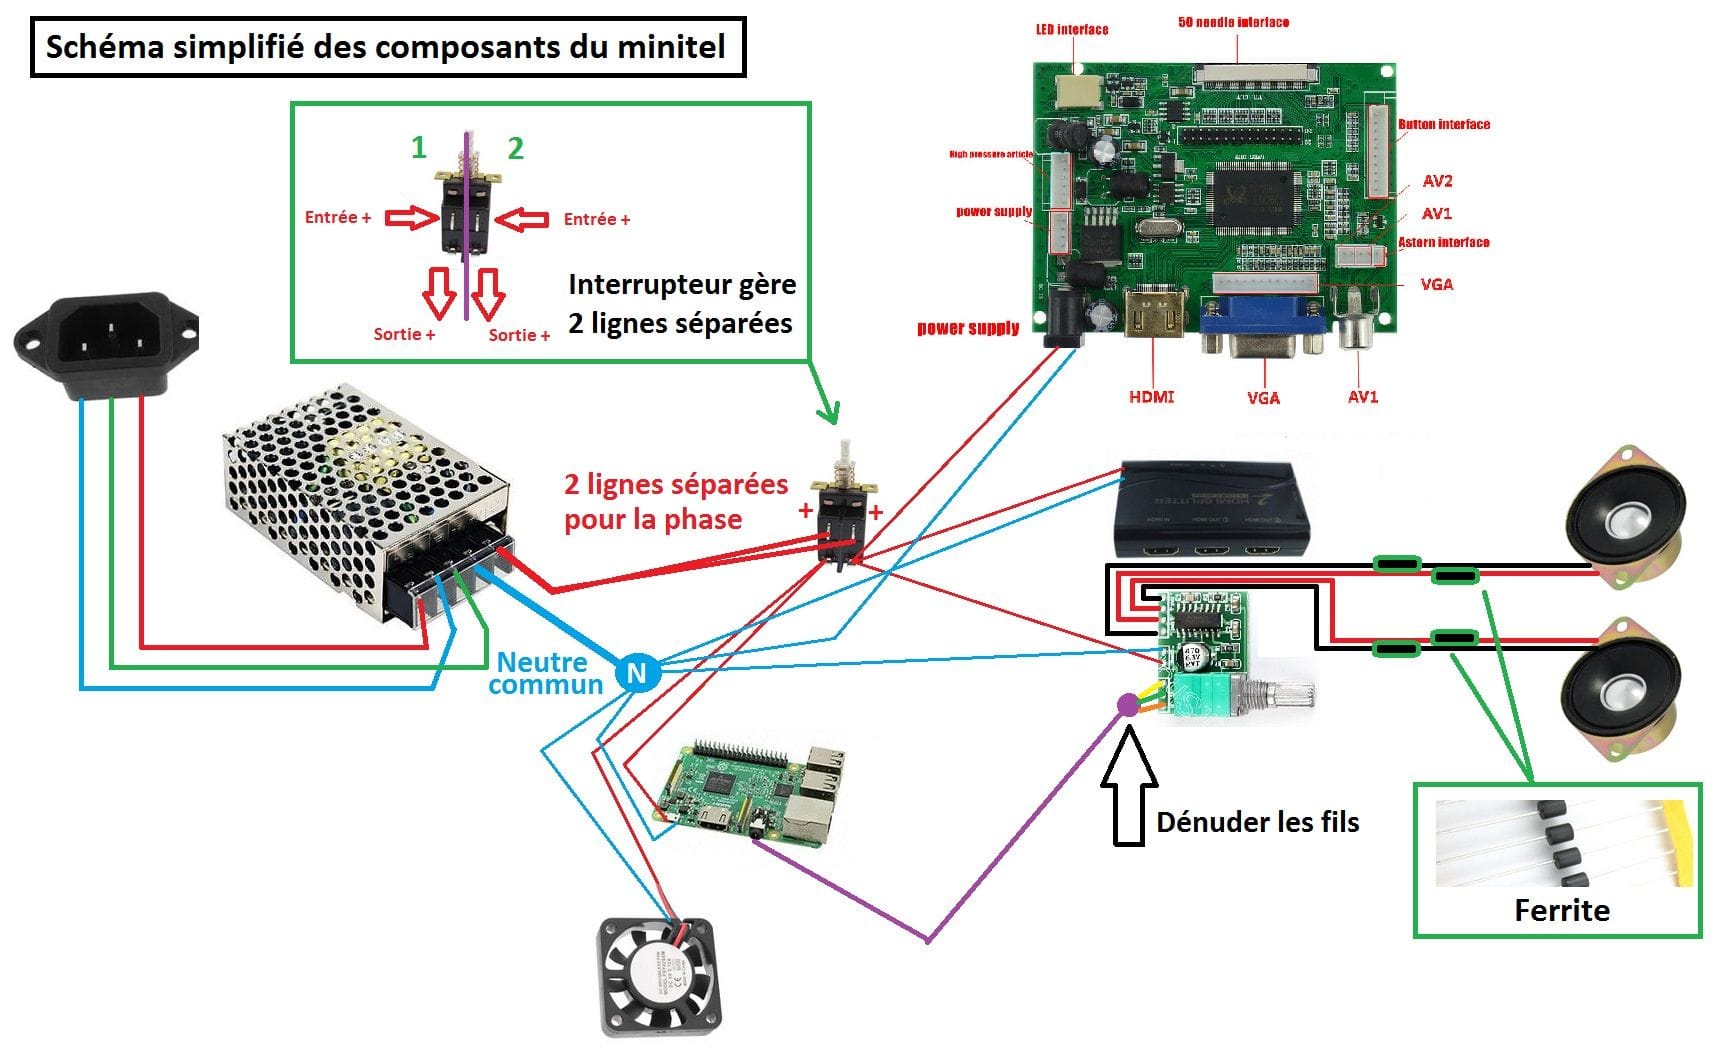 Schéma simplifié des composants du minitel
50 needle interface
LED interface
1
2
Button interface
High pressure article
AV2
power supply
AV1
Entrée +
Entrée +
Astern interface
Interrupteur gère
2 lignes séparées
VGA
Sortie +
Sortie +
power supply
HDMI
VGA
AV1
2 lignes séparées
pour la phase
+
+
HDMI SPLITTER
Neutre
commun
N
Dénuder les fils
Ferrite